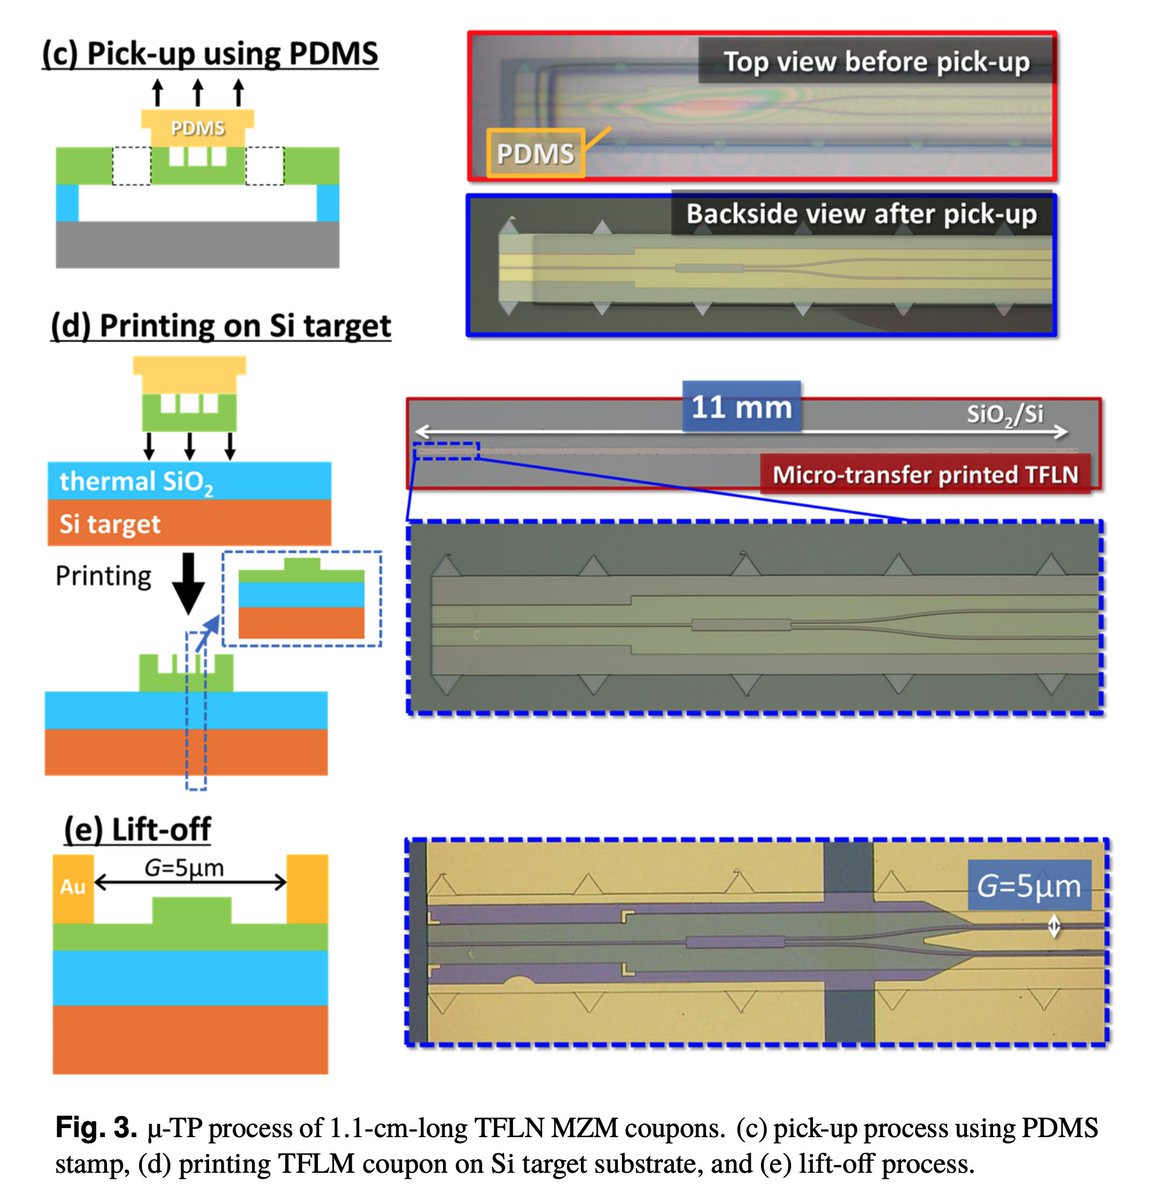 (c) Pick-up using PDMS
PDMS
Top view before pick-up
PDMS
Backside view after pick-up
(d) Printing on Si target
thermal SiO₂
Si target
Printing
11 mm
SiO₂/Si
Micro-transfer printed TFLN
(e) Lift-off
G=5μm
Au
G=5μm
Fig. 3. μ-TP process of 1.1-cm-long TFLN MZM coupons. (c) pick-up process using PDMS
stamp, (d) printing TFLM coupon on Si target substrate, and (e) lift-off process.